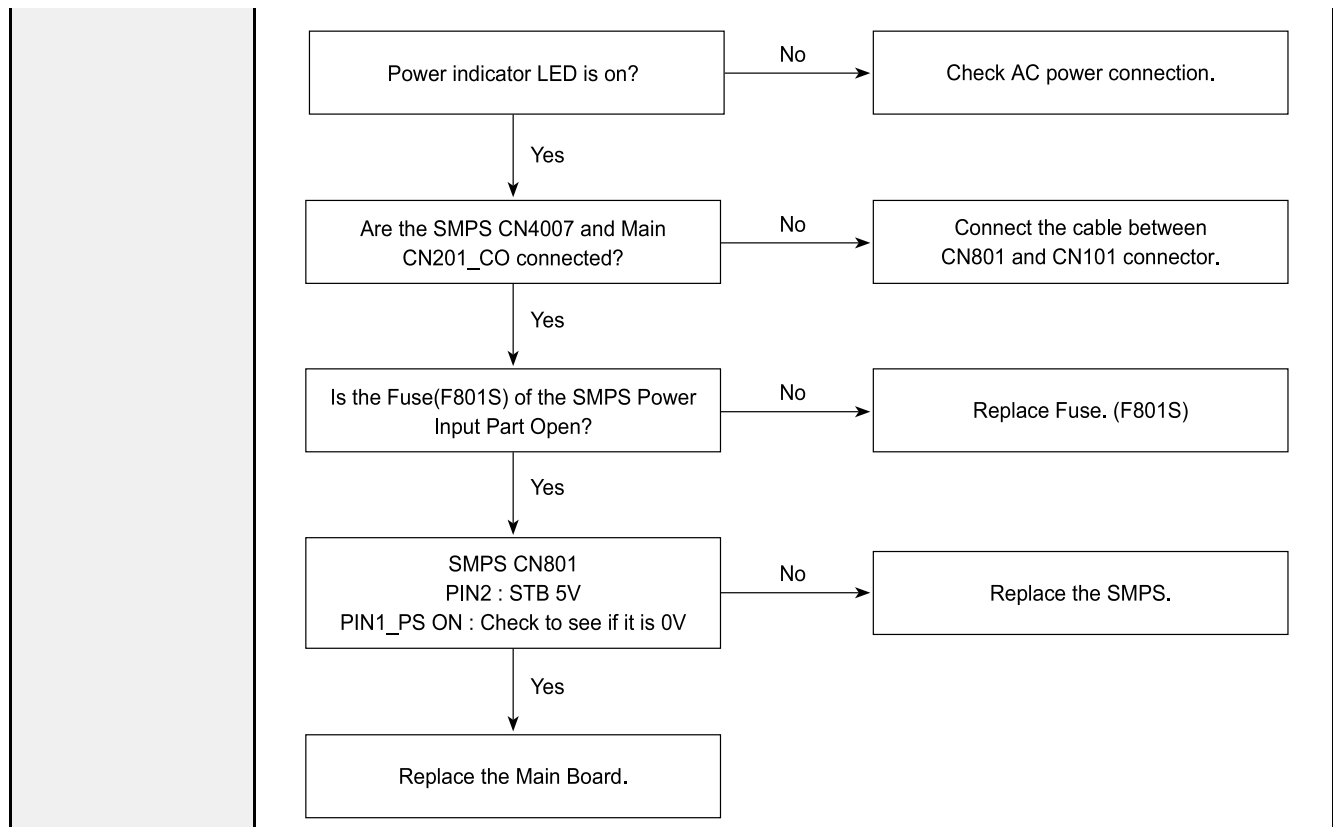 Power indicator LED is on?
No
Check AC power connection.
Yes
Are the SMPS CN4007 and Main
CN201_CO connected?
No
Connect the cable between
CN801 and CN101 connector.
Yes
Is the Fuse(F801S) of the SMPS Power
Input Part Open?
No
Replace Fuse. (F801S)
Yes
SMPS CN801
PIN2 : STB 5V
PIN1_PS ON : Check to see if it is 0V
No
Replace the SMPS.
Yes
Replace the Main Board.